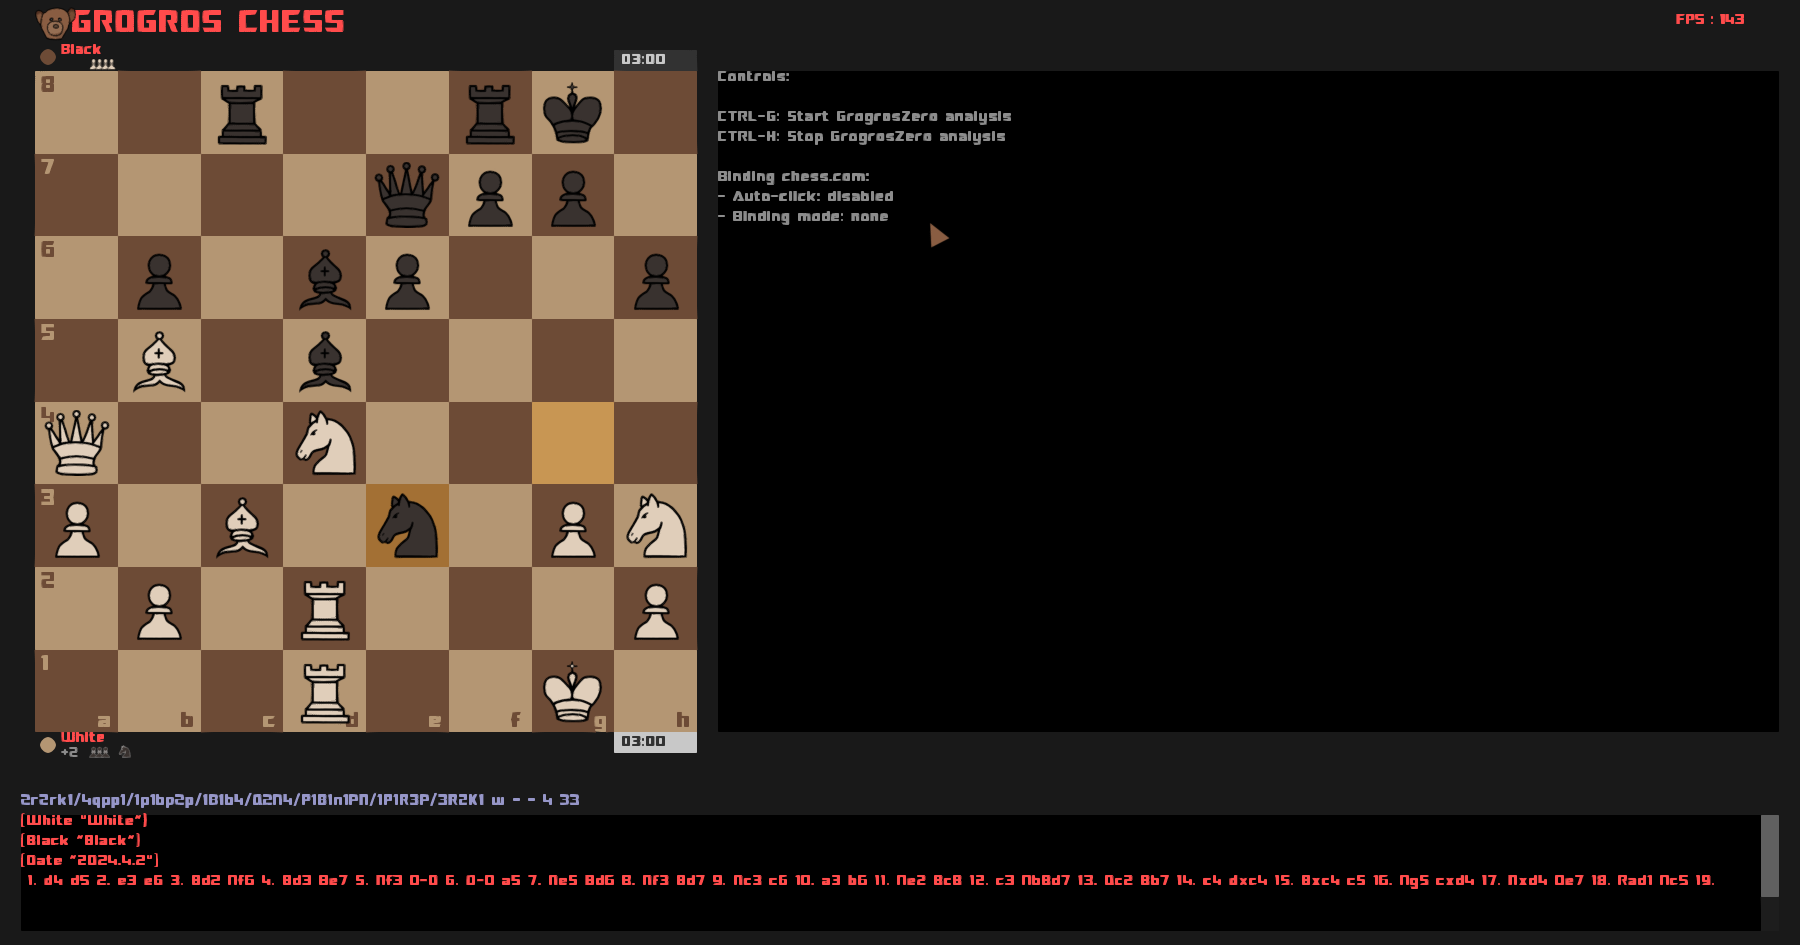 GROGROS CHESS
FPS : 143
Black
03:00
Controls:
CTRL-G: Start GrogrosZero analysis
CTRL-H: Stop GrogrosZero analysis
Binding chess.com:
- Auto-click: disabled
- Binding mode: none
8
7
6
5
4
3
2
1
a b c d e f g h
White
+2
03:00
2r2rk1/4qpp1/1p1bp2p/1B1b4/Q2N4/P1B1n1PN/1P1R3P/3R2K1 w - - 4 33
[White "White"]
[Black "Black"]
[Date "2024.4.2"]
1. d4 d5 2. e3 e6 3. Bd2 Nf6 4. Bd3 Be7 5. Nf3 O-O 6. O-O a5 7. Ne5 Bd6 8. Nf3 Bd7 9. Nc3 c6 10. a3 b6 11. Ne2 Bc8 12. c3 Nb8d7 13. Qc2 Bb7 14. c4 dxc4 15. Bxc4 c5 16. Ng5 cxd4 17. Nxd4 Qe7 18. Rad1 Nc5 19.